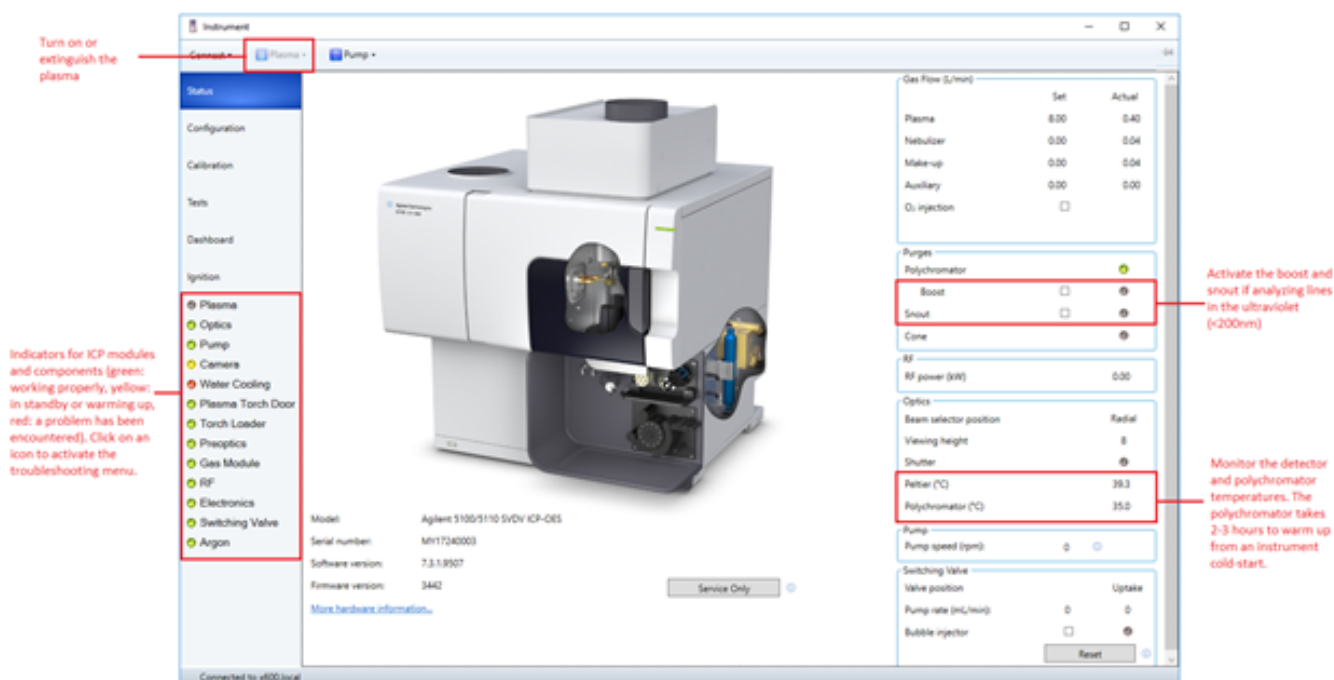 Instrument
Turn on or
extinguish the
plasma
Connect
Plasma
Pump
Status
Configuration
Calibration
Tests
Dashboard
Ignition
Plasma
Optics
Pump
Camera
Water Cooling
Plasma Torch Door
Torch Loader
Preoptics
Gas Module
RF
Electronics
Switching Valve
Argon
Indicators for ICP modules
and components (green:
working properly, yellow:
in standby or warming up,
red: a problem has been
encountered). Click on an
icon to activate the
troubleshooting menu.
Agilent Technologies
Model: Agilent 5100/5110 SVDV ICP-OES
Serial number: MY17240003
Software version: 7.3.1.9507
Firmware version: 3442
More hardware information...
Service Only
Gas Flow (L/min)
Set Actual
Plasma 8.00 0.40
Nebulizer 0.00 0.04
Make-up 0.00 0.04
Auxiliary 0.00 0.00
O₂ injection
Purges
Polychromator
Boost
Snout
Cone
RF
RF power (kW) 0.00
Optics
Beam selector position Radial
Viewing height 8
Shutter
Peltier (°C) 39.3
Polychromator (°C) 35.0
Pump
Pump speed (rpm): 0
Switching Valve
Valve position Uptake
Pump rate (mL/min): 0 0
Bubble injector
Reset
Activate the boost and
snout if analyzing lines
in the ultraviolet
(<200nm)
Monitor the detector
and polychromator
temperatures. The
polychromator takes
2-3 hours to warm up
from an instrument
cold-start.
Connected to v600.local